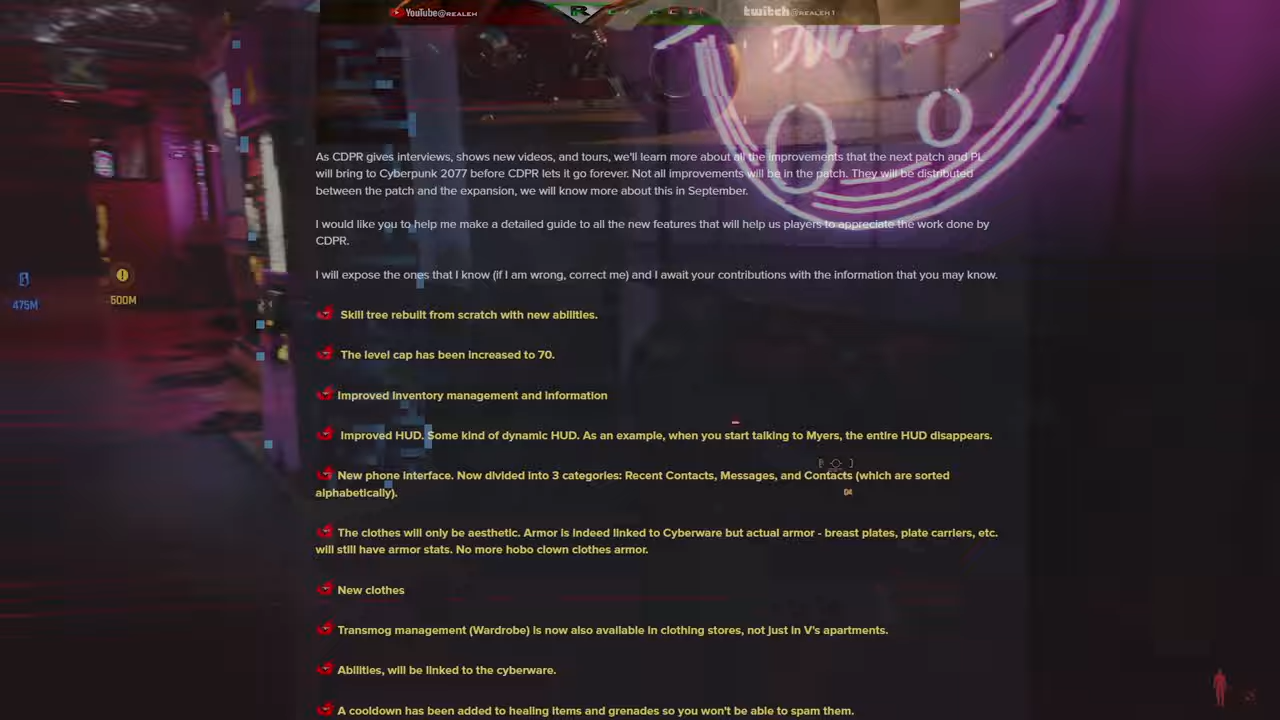 YouTube@REALEH
twitch@REALEH1
As CDPR gives interviews, shows new videos, and tours, we'll learn more about all the improvements that the next patch and PL
will bring to Cyberpunk 2077 before CDPR lets it go forever. Not all improvements will be in the patch. They will be distributed
between the patch and the expansion, we will know more about this in September.
I would like you to help me make a detailed guide to all the new features that will help us players to appreciate the work done by
CDPR.
I will expose the ones that I know (if I am wrong, correct me) and I await your contributions with the information that you may know.
475M
500M
Skill tree rebuilt from scratch with new abilities.
The level cap has been increased to 70.
Improved Inventory management and information
Improved HUD. Some kind of dynamic HUD. As an example, when you start talking to Myers, the entire HUD disappears.
New phone interface. Now divided into 3 categories: Recent Contacts, Messages, and Contacts (which are sorted
alphabetically).
The clothes will only be aesthetic. Armor is indeed linked to Cyberware but actual armor - breast plates, plate carriers, etc.
will still have armor stats. No more hobo clown clothes armor.
New clothes
Transmog management (Wardrobe) is now also available in clothing stores, not just in V's apartments.
Abilities, will be linked to the cyberware.
A cooldown has been added to healing items and grenades so you won't be able to spam them.